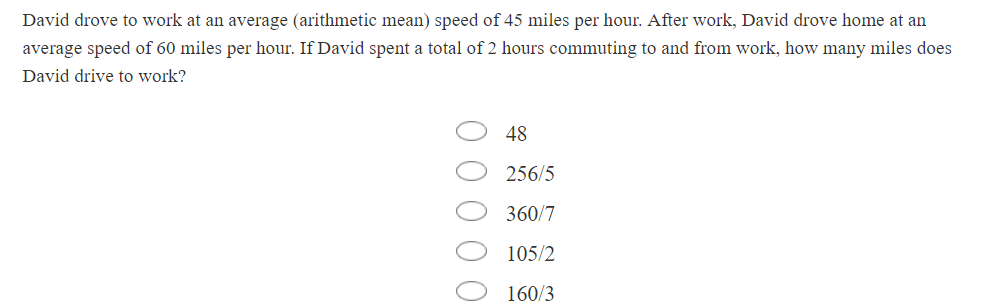 David drove to work at an average (arithmetic mean) speed of 45 miles per hour. After work, David drove home at an
average speed of 60 miles per hour. If David spent a total of 2 hours commuting to and from work, how many miles does
David drive to work?
48
256/5
360/7
105/2
160/3